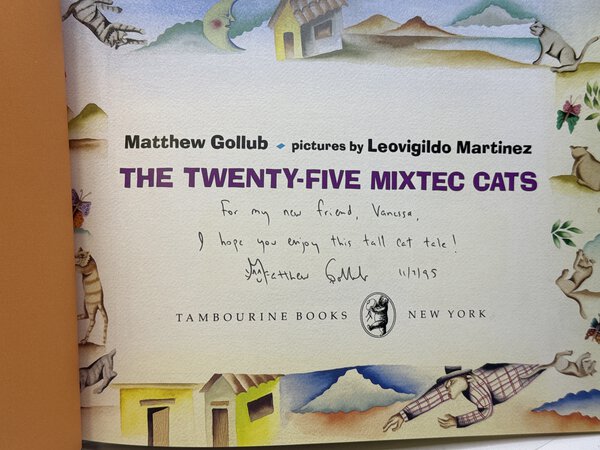 Matthew Gollub ◆ pictures by Leovigildo Martinez
THE TWENTY-FIVE MIXTEC CATS
For my new friend, Vanessa,
I hope you enjoy this tall cat tale!
Matthew Gollub 11/7/95
TAMBOURINE BOOKS NEW YORK